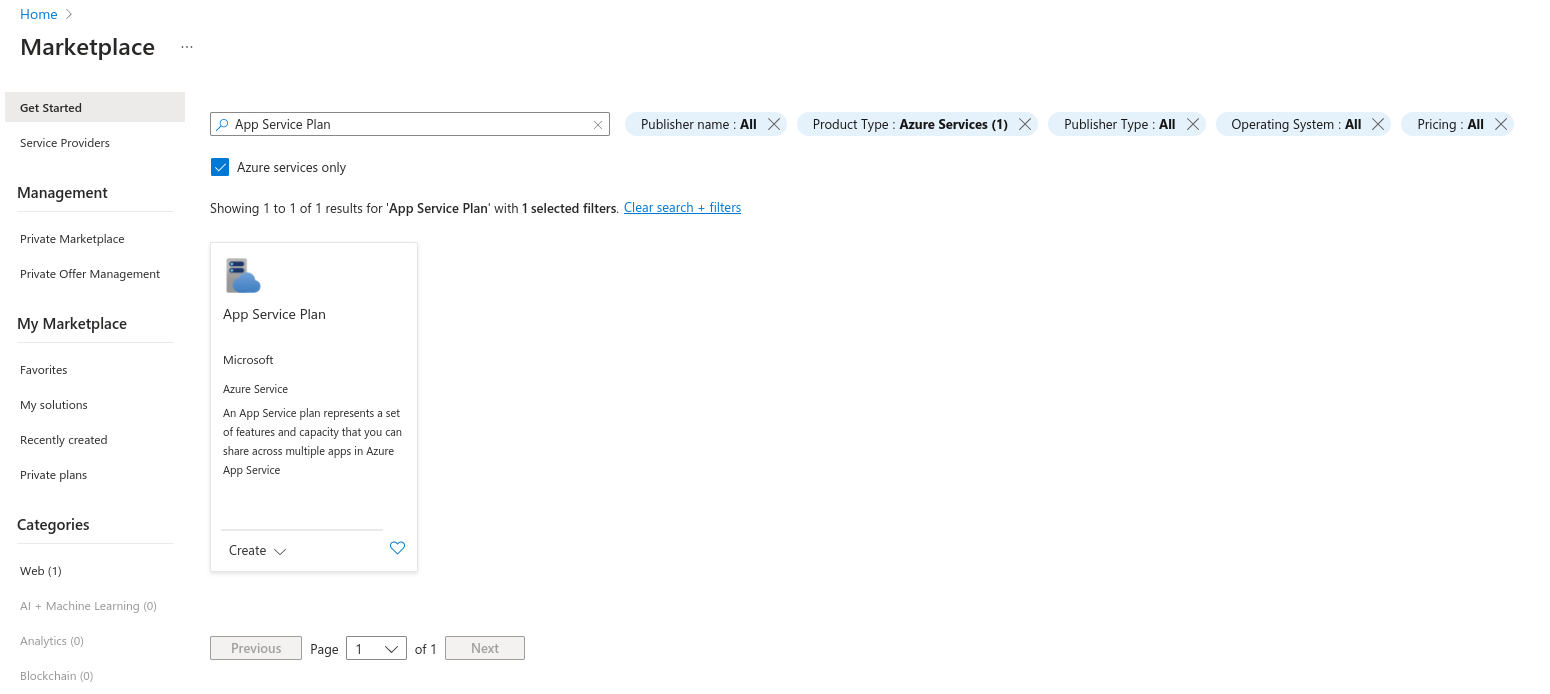 Home
Marketplace ...
Get Started
Service Providers
Management
Private Marketplace
Private Offer Management
My Marketplace
Favorites
My solutions
Recently created
Private plans
Categories
Web (1)
AI + Machine Learning (0)
Analytics (0)
Blockchain (0)
App Service Plan
Publisher name : All
Product Type : Azure Services (1)
Publisher Type : All
Operating System : All
Pricing : All
Azure services only
Showing 1 to 1 of 1 results for 'App Service Plan' with 1 selected filters. Clear search + filters
App Service Plan
Microsoft
Azure Service
An App Service plan represents a set
of features and capacity that you can
share across multiple apps in Azure
App Service
Create
Previous Page 1 of 1 Next